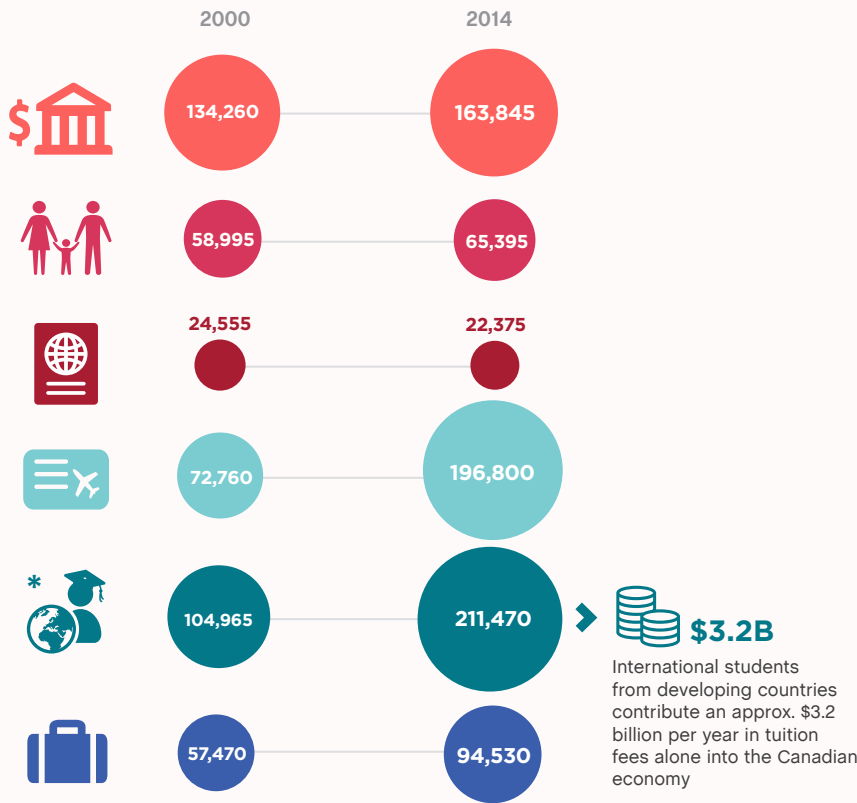 2000 2014
$ 134,260 163,845
58,995 65,395
24,555 22,375
72,760 196,800
*
104,965 211,470 $3.2B
International students
from developing countries
contribute an approx. $3.2
billion per year in tuition
fees alone into the Canadian
economy
57,470 94,530